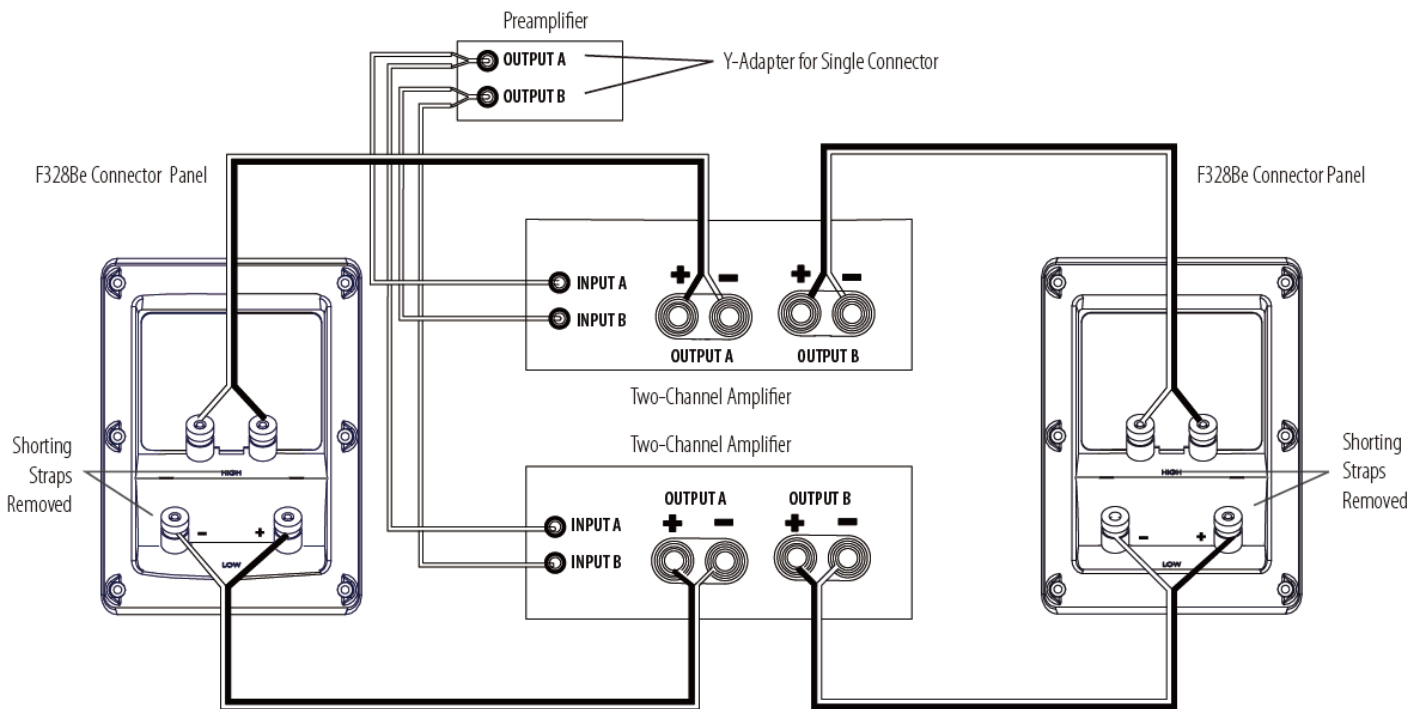 Preamplifier
OUTPUT A
OUTPUT B
Y-Adapter for Single Connector
F328Be Connector Panel
F328Be Connector Panel
INPUT A
INPUT B
+ −
OUTPUT A
+ −
OUTPUT B
Two-Channel Amplifier
Two-Channel Amplifier
OUTPUT A
+ −
OUTPUT B
+ −
INPUT A
INPUT B
Shorting
Straps
Removed
HIGH
- +
LOW
HIGH
- +
LOW
Shorting
Straps
Removed